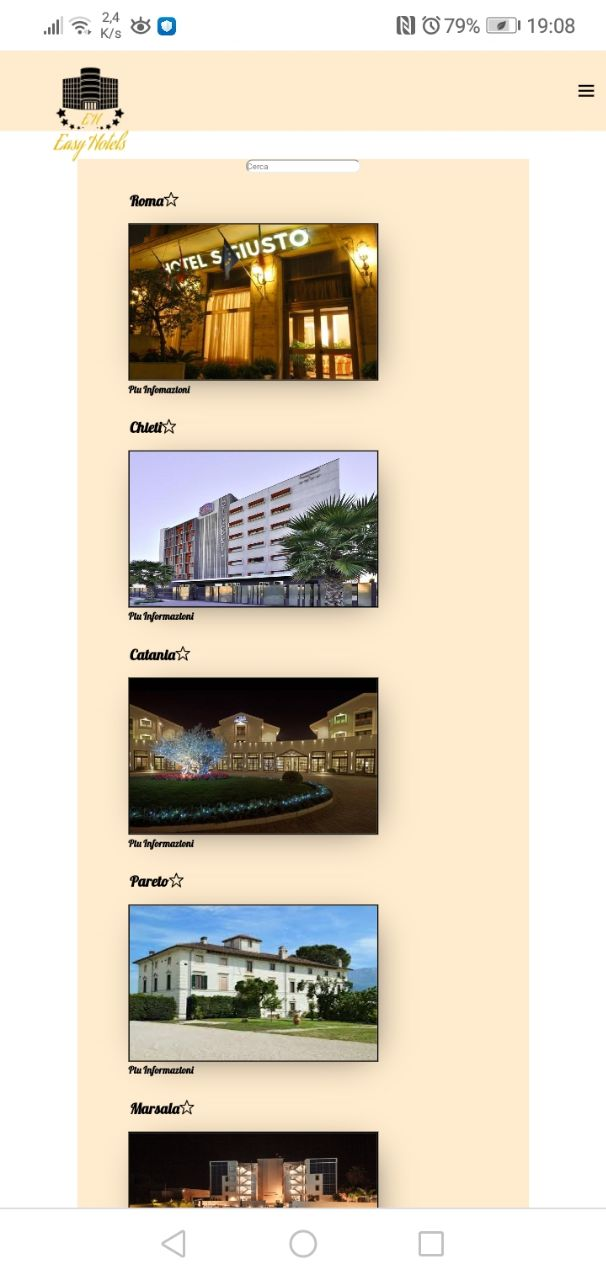 2,4
K/s
79%
19:08
EH
Easy Hotels
Cerca
Roma
HOTEL S.GIUSTO
Piu Infomazioni
Chieti
Piu Informazioni
Catania
Piu Informazioni
Pareto
Piu Informazioni
Marsala